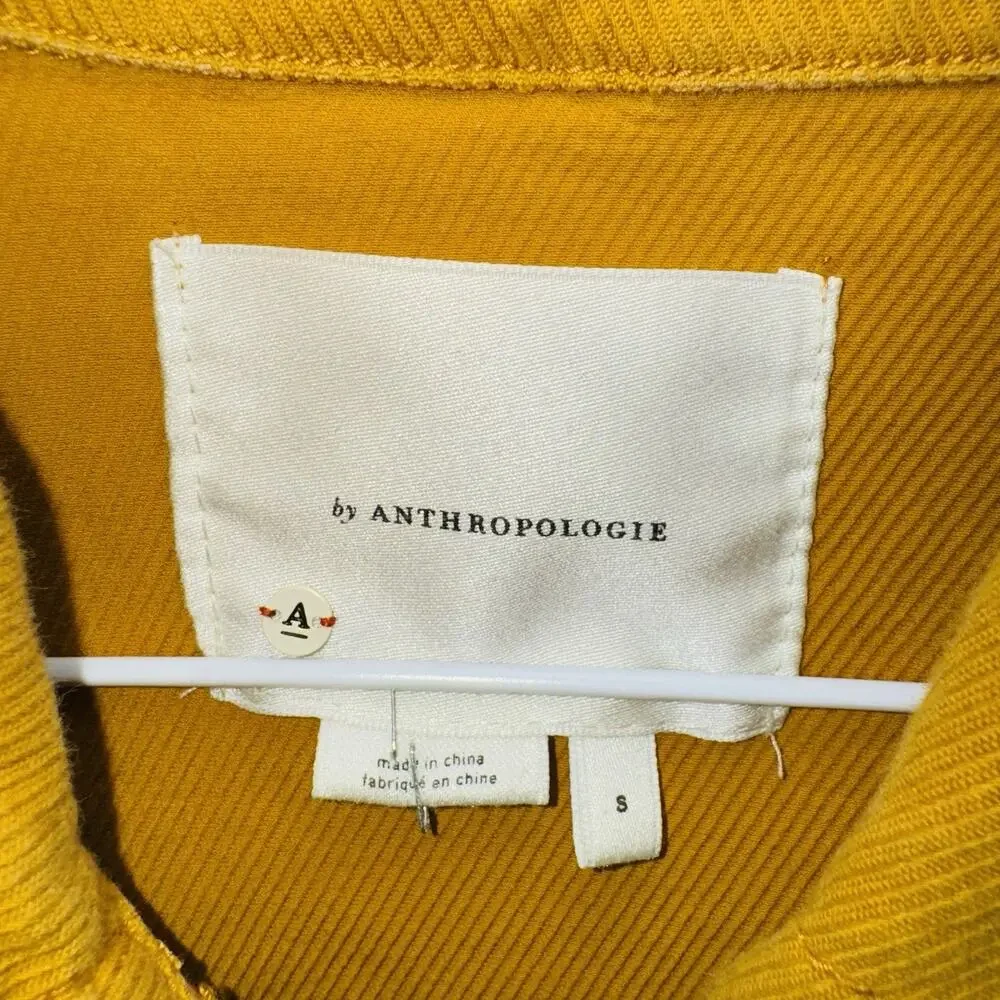 by ANTHROPOLOGIE
A
made in china
fabriqué en chine
S